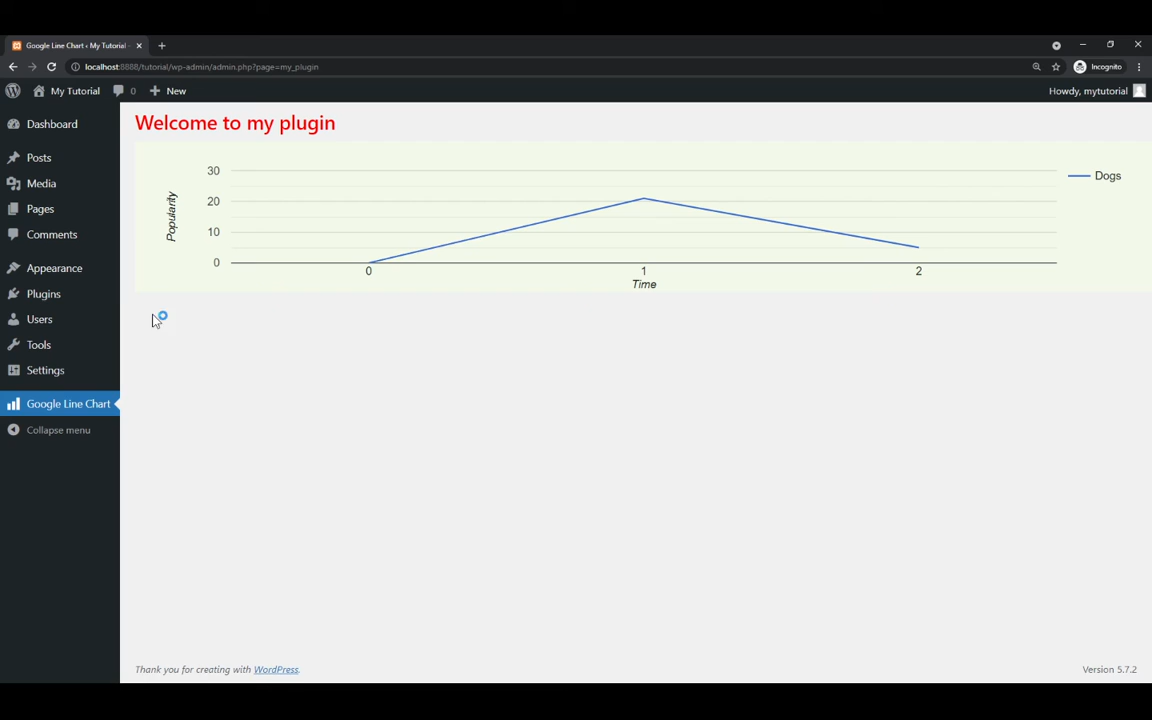 Google Line Chart ‹ My Tutorial -
localhost:8888/tutorial/wp-admin/admin.php?page=my_plugin
Incognito
My Tutorial
0
New
Howdy, mytutorial
Dashboard
Posts
Media
Pages
Comments
Appearance
Plugins
Users
Tools
Settings
Google Line Chart
Collapse menu
Welcome to my plugin
Popularity
30
20
10
0
0
1
2
Time
Dogs
Thank you for creating with WordPress.
Version 5.7.2